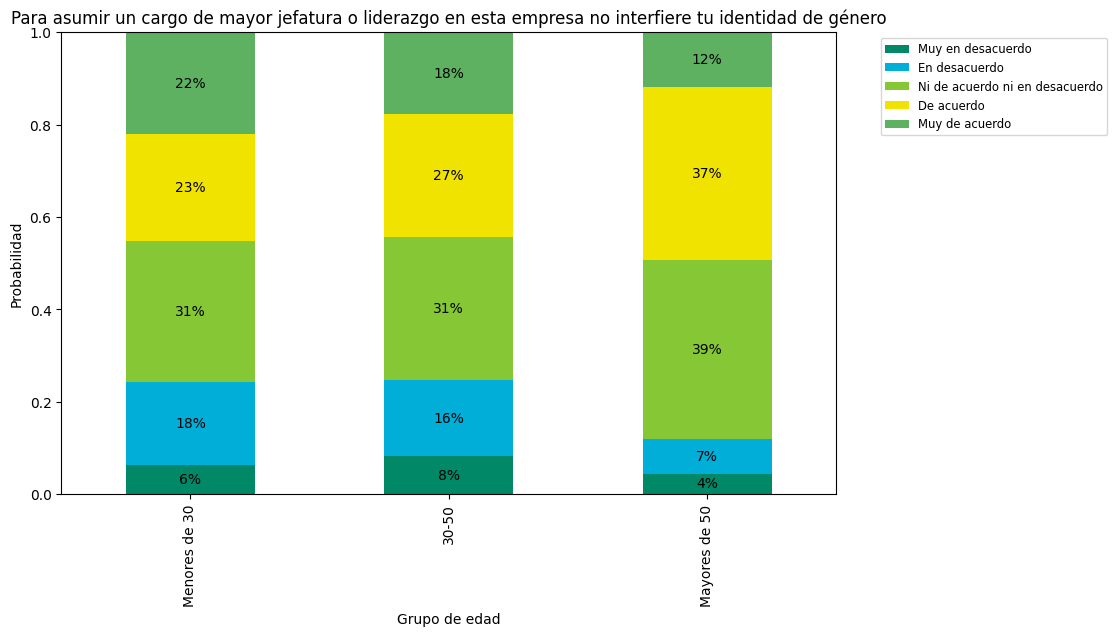 Para asumir un cargo de mayor jefatura o liderazgo en esta empresa no interfiere tu identidad de género
Muy en desacuerdo
En desacuerdo
Ni de acuerdo ni en desacuerdo
De acuerdo
Muy de acuerdo
Probabilidad
1.0
0.8
0.6
0.4
0.2
0.0
22%
23%
31%
18%
6%
18%
27%
31%
16%
8%
12%
37%
39%
7%
4%
Menores de 30
30-50
Mayores de 50
Grupo de edad